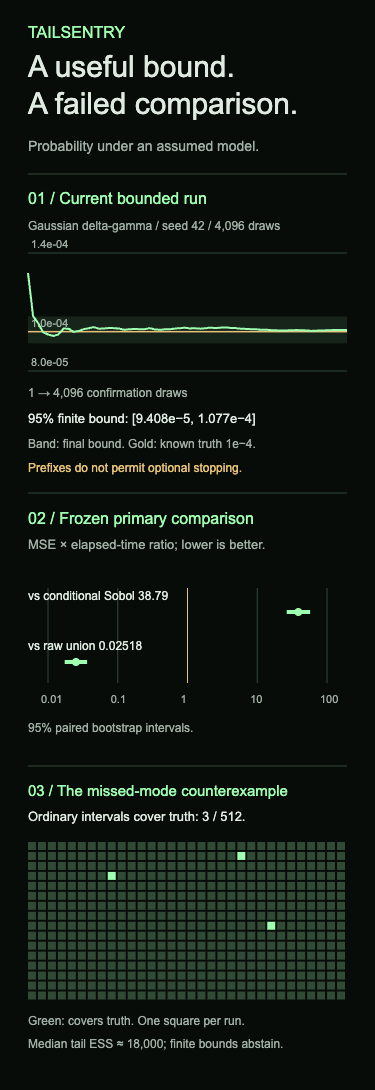 TAILSENTRY
A useful bound.
A failed comparison.
Probability under an assumed model.
01 / Current bounded run
Gaussian delta-gamma / seed 42 / 4,096 draws
1.4e-04
1.0e-04
8.0e-05
1 → 4,096 confirmation draws
95% finite bound: [9.408e−5, 1.077e−4]
Band: final bound. Gold: known truth 1e−4.
Prefixes do not permit optional stopping.
02 / Frozen primary comparison
MSE × elapsed-time ratio; lower is better.
vs conditional Sobol 38.79
vs raw union 0.02518
0.01 0.1 1 10 100
95% paired bootstrap intervals.
03 / The missed-mode counterexample
Ordinary intervals cover truth: 3 / 512.
Green: covers truth. One square per run.
Median tail ESS ≈ 18,000; finite bounds abstain.